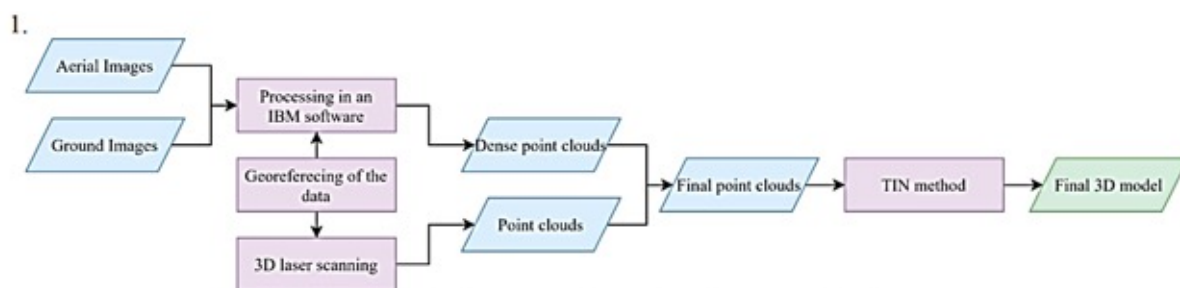 1.
Aerial Images
Ground Images
Processing in an
IBM software
Georeferecing of the
data
3D laser scanning
Dense point clouds
Point clouds
Final point clouds
TIN method
Final 3D model